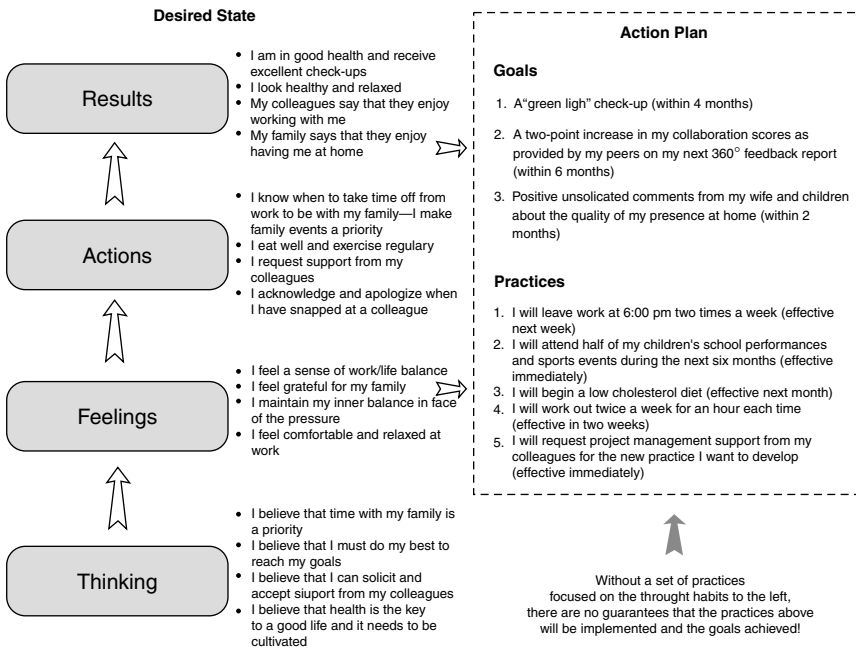 Desired State
Results
• I am in good health and receive
excellent check-ups
• I look healthy and relaxed
• My colleagues say that they enjoy
working with me
• My family says that they enjoy
having me at home
Actions
• I know when to take time off from
work to be with my family—I make
family events a priority
• I eat well and exercise regulary
• I request support from my
colleagues
• I acknowledge and apologize when
I have snapped at a colleague
Feelings
• I feel a sense of work/life balance
• I feel grateful for my family
• I maintain my inner balance in face
of the pressure
• I feel comfortable and relaxed at
work
Thinking
• I believe that time with my family is
a priority
• I believe that I must do my best to
reach my goals
• I believe that I can solicit and
accept siuport from my colleagues
• I believe that health is the key
to a good life and it needs to be
cultivated
Action Plan
Goals
1. A“green ligh” check-up (within 4 months)
2. A two-point increase in my collaboration scores as
provided by my peers on my next 360° feedback report
(within 6 months)
3. Positive unsolicated comments from my wife and children
about the quality of my presence at home (within 2
months)
Practices
1. I will leave work at 6:00 pm two times a week (effective
next week)
2. I will attend half of my children's school performances
and sports events during the next six months (effective
immediately)
3. I will begin a low cholesterol diet (effective next month)
4. I will work out twice a week for an hour each time
(effective in two weeks)
5. I will request project management support from my
colleagues for the new practice I want to develop
(effective immediately)
Without a set of practices
focused on the throught habits to the left,
there are no guarantees that the practices above
will be implemented and the goals achieved!